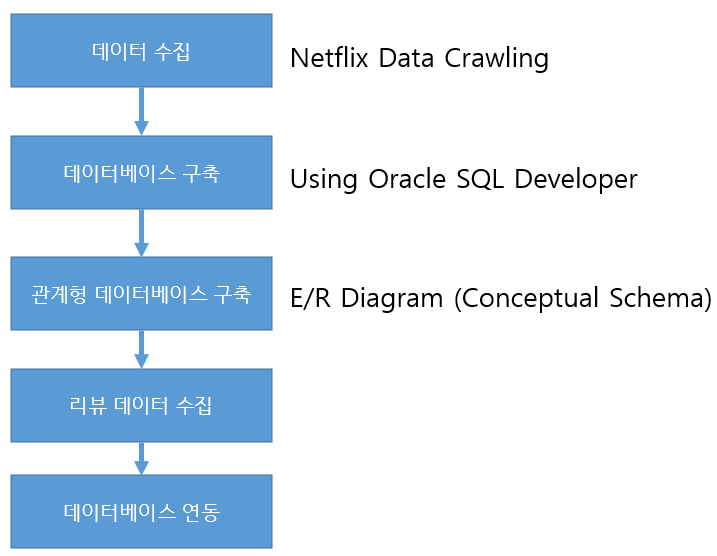 데이터 수집
Netflix Data Crawling
데이터베이스 구축
Using Oracle SQL Developer
관계형 데이터베이스 구축
E/R Diagram (Conceptual Schema)
리뷰 데이터 수집
데이터베이스 연동